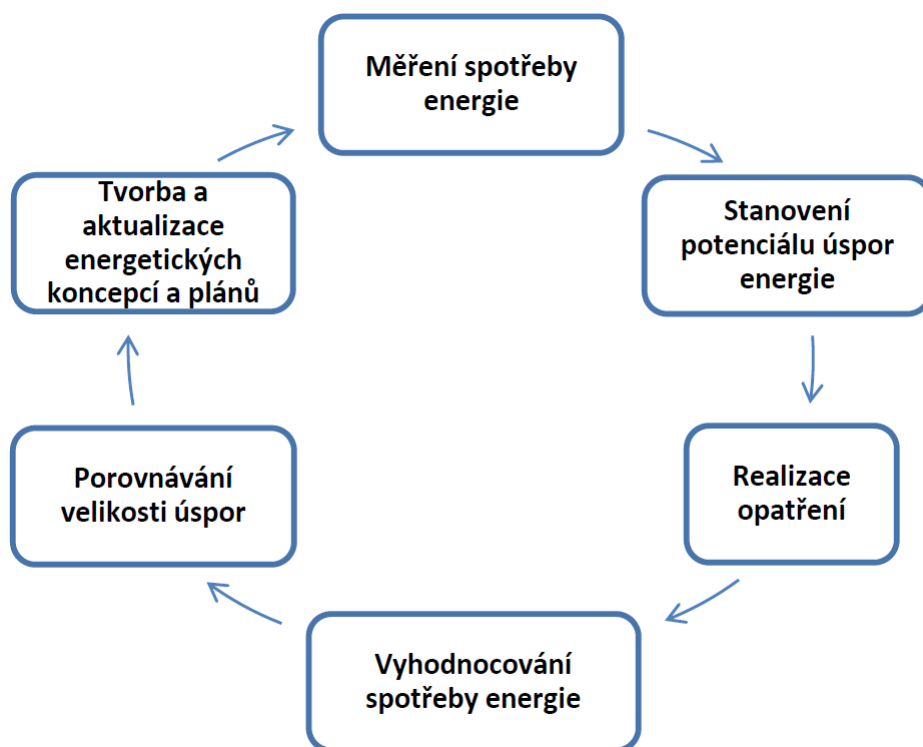 Měření spotřeby
energie
Stanovení
potenciálu úspor
energie
Realizace
opatření
Vyhodnocování
spotřeby energie
Porovnávání
velikosti úspor
Tvorba a
aktualizace
energetických
koncepcí a plánů